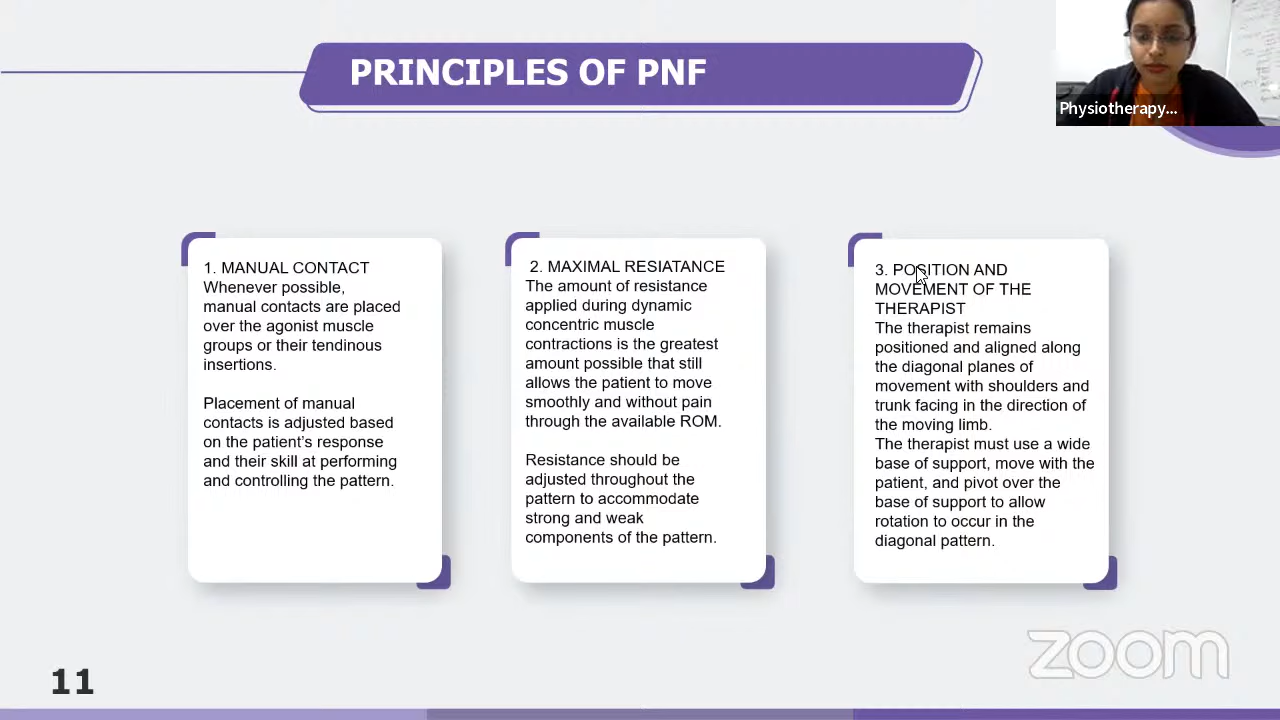 PRINCIPLES OF PNF
Physiotherapy...
1. MANUAL CONTACT
Whenever possible,
manual contacts are placed
over the agonist muscle
groups or their tendinous
insertions.
Placement of manual
contacts is adjusted based
on the patient's response
and their skill at performing
and controlling the pattern.
2. MAXIMAL RESIATANCE
The amount of resistance
applied during dynamic
concentric muscle
contractions is the greatest
amount possible that still
allows the patient to move
smoothly and without pain
through the available ROM.
Resistance should be
adjusted throughout the
pattern to accommodate
strong and weak
components of the pattern.
3. POSITION AND
MOVEMENT OF THE
THERAPIST
The therapist remains
positioned and aligned along
the diagonal planes of
movement with shoulders and
trunk facing in the direction of
the moving limb.
The therapist must use a wide
base of support, move with the
patient, and pivot over the
base of support to allow
rotation to occur in the
diagonal pattern.
zoom
11